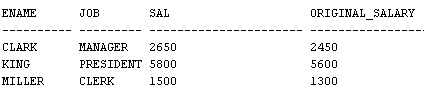 ENAME JOB SAL ORIGINAL_SALARY
---------- --------- ---------------------- ----------------
CLARK MANAGER 2650 2450
KING PRESIDENT 5800 5600
MILLER CLERK 1500 1300